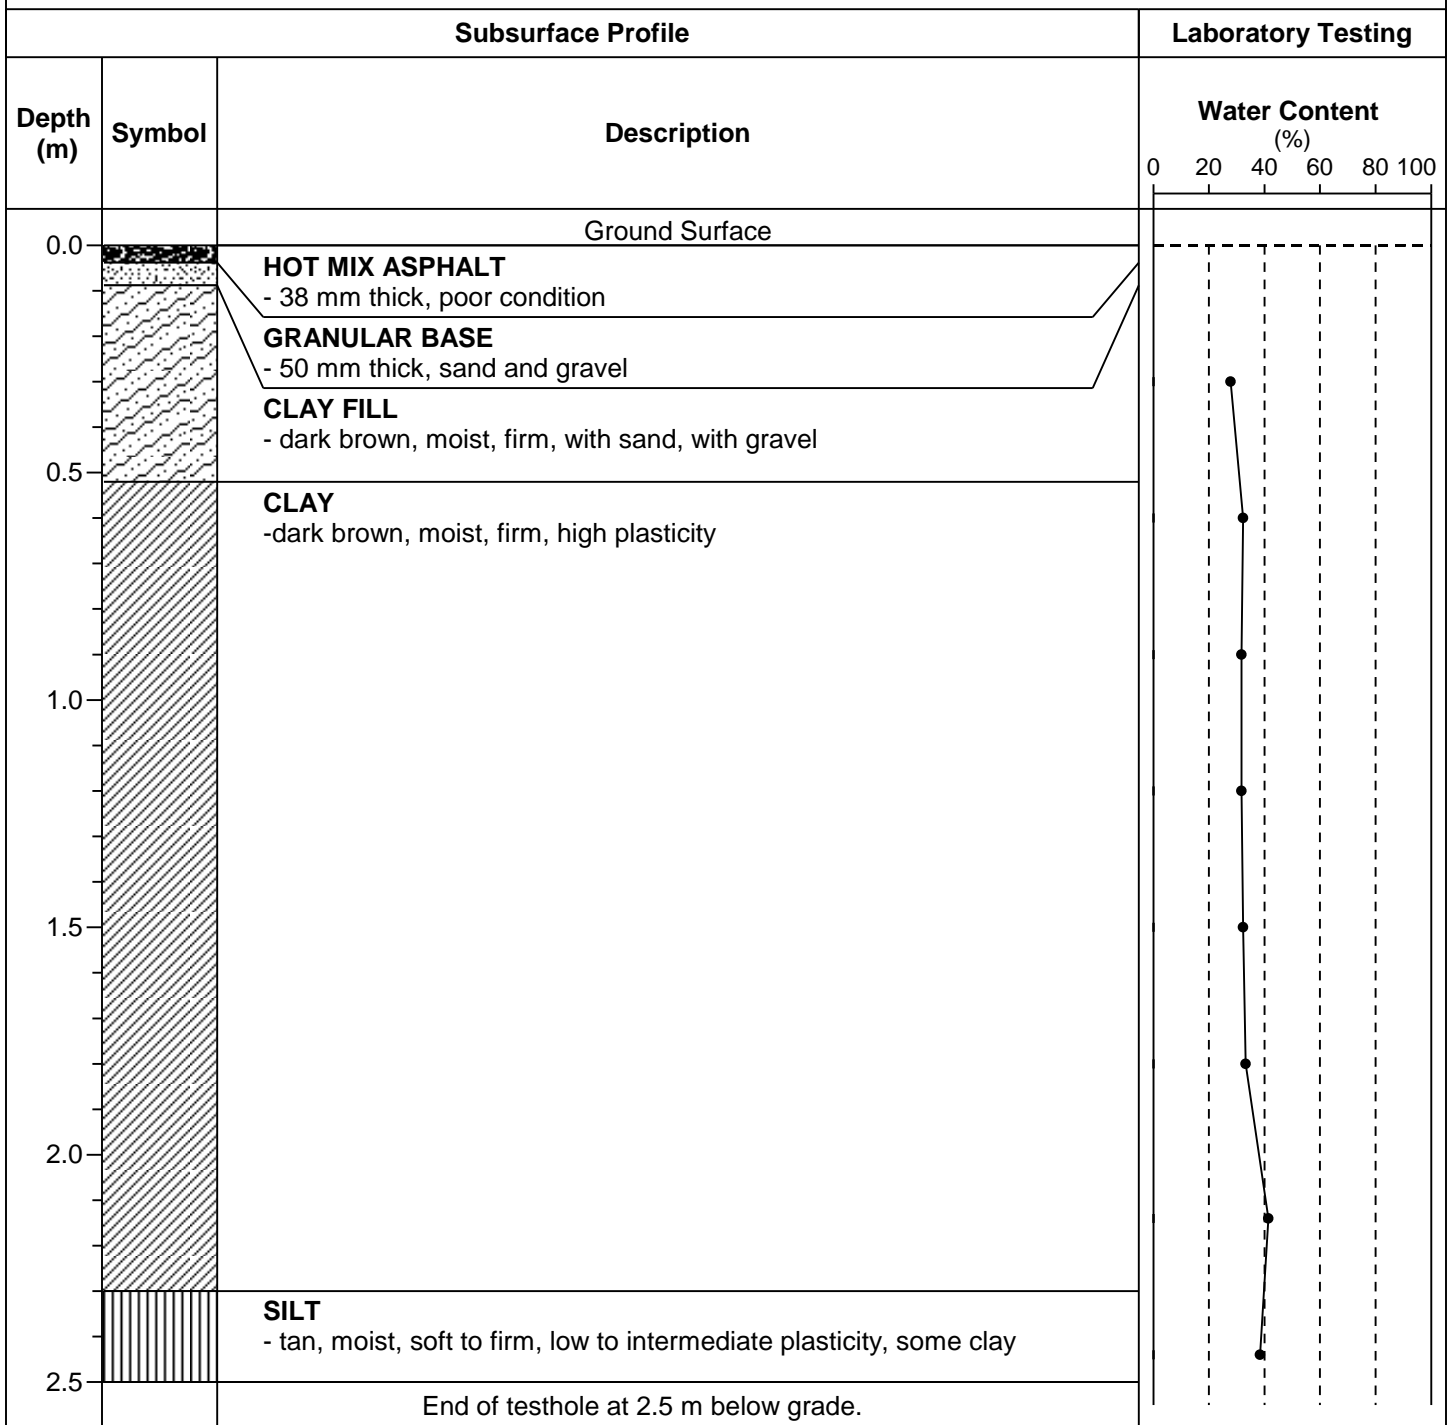 Subsurface Profile
Laboratory Testing
Depth
(m)
Symbol
Description
Water Content
(%)
0 20 40 60 80 100
Ground Surface
0.0
HOT MIX ASPHALT
- 38 mm thick, poor condition
GRANULAR BASE
- 50 mm thick, sand and gravel
CLAY FILL
- dark brown, moist, firm, with sand, with gravel
0.5
CLAY
-dark brown, moist, firm, high plasticity
1.0
1.5
2.0
SILT
- tan, moist, soft to firm, low to intermediate plasticity, some clay
2.5
End of testhole at 2.5 m below grade.